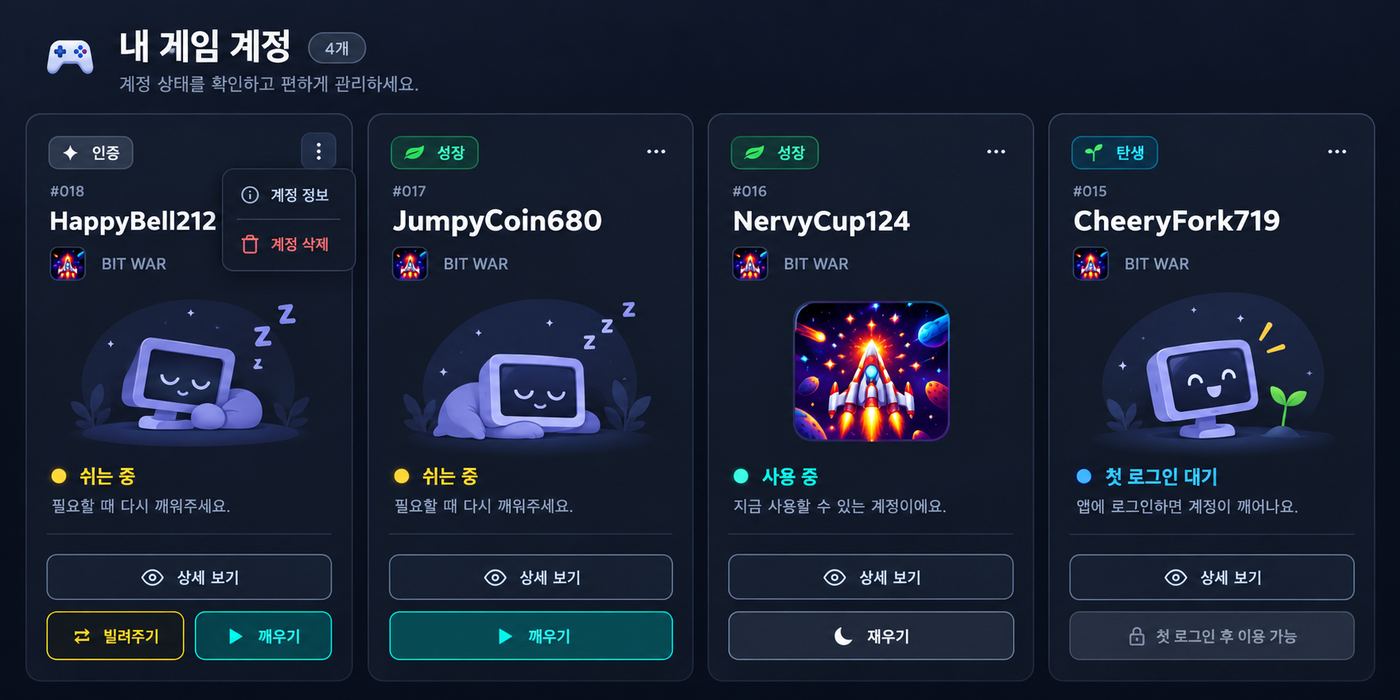 내 게임 계정
4개
계정 상태를 확인하고 편하게 관리하세요.
인증
#018
HappyBell212
BIT WAR
계정 정보
계정 삭제
z
Z
Z
쉬는 중
필요할 때 다시 깨워주세요.
상세 보기
빌려주기
깨우기
성장
#017
JumpyCoin680
BIT WAR
z
z
Z
쉬는 중
필요할 때 다시 깨워주세요.
상세 보기
깨우기
성장
#016
NervyCup124
BIT WAR
사용 중
지금 사용할 수 있는 계정이에요.
상세 보기
재우기
탄생
#015
CheeryFork719
BIT WAR
첫 로그인 대기
앱에 로그인하면 계정이 깨어나요.
상세 보기
첫 로그인 후 이용 가능